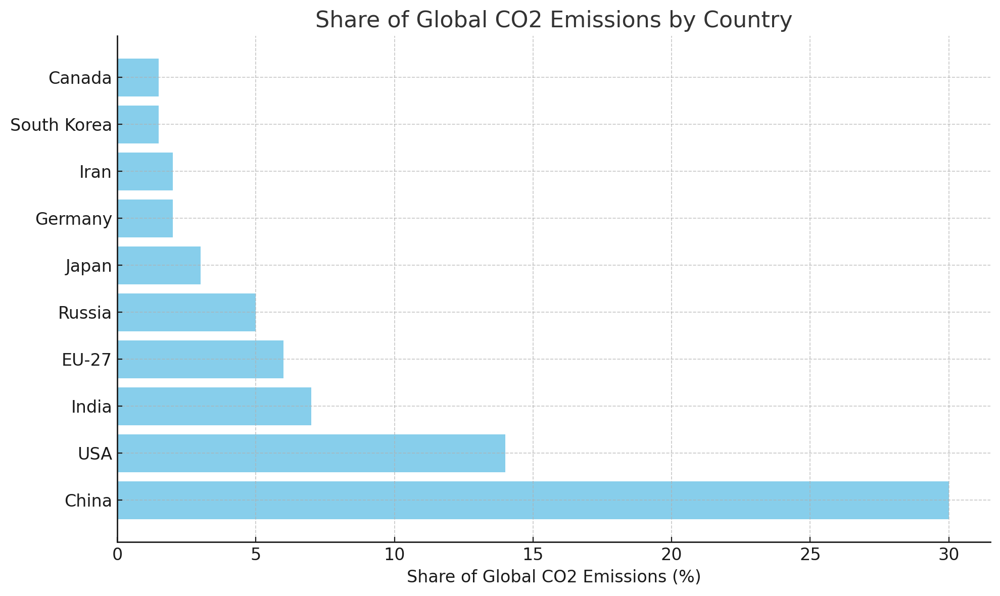 Share of Global CO2 Emissions by Country
Canada
South Korea
Iran
Germany
Japan
Russia
EU-27
India
USA
China
0 5 10 15 20 25 30
Share of Global CO2 Emissions (%)